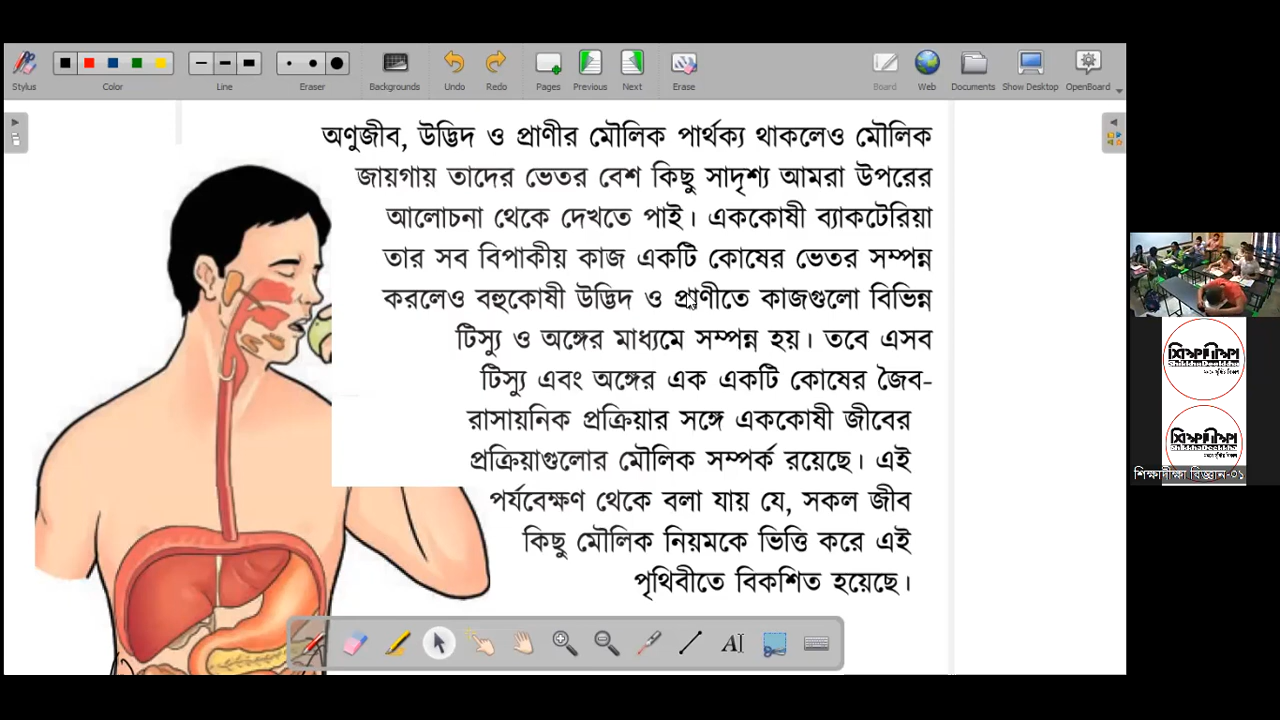 Stylus
Color
Line
Eraser
Backgrounds
Undo
Redo
Pages
Previous
Next
Erase
Board
Web
Documents
Show Desktop
OpenBoard
অণুজীব, উদ্ভিদ ও প্রাণীর মৌলিক পার্থক্য থাকলেও মৌলিক
জায়গায় তাদের ভেতর বেশ কিছু সাদৃশ্য আমরা উপরের
আলোচনা থেকে দেখতে পাই। এককোষী ব্যাকটেরিয়া
তার সব বিপাকীয় কাজ একটি কোষের ভেতর সম্পন্ন
করলেও বহুকোষী উদ্ভিদ ও প্রাণীতে কাজগুলো বিভিন্ন
টিস্যু ও অঙ্গের মাধ্যমে সম্পন্ন হয়। তবে এসব
টিস্যু এবং অঙ্গের এক একটি কোষের জৈব-
রাসায়নিক প্রক্রিয়ার সঙ্গে এককোষী জীবের
প্রক্রিয়াগুলোর মৌলিক সম্পর্ক রয়েছে। এই
পর্যবেক্ষণ থেকে বলা যায় যে, সকল জীব
কিছু মৌলিক নিয়মকে ভিত্তি করে এই
পৃথিবীতে বিকশিত হয়েছে।
AI
শিক্ষাদীক্ষা
ShikkhaDeekkha
শিক্ষাদীক্ষা
ShikkhaDeekkha
শিক্ষাদীক্ষা বিজ্ঞান-০১